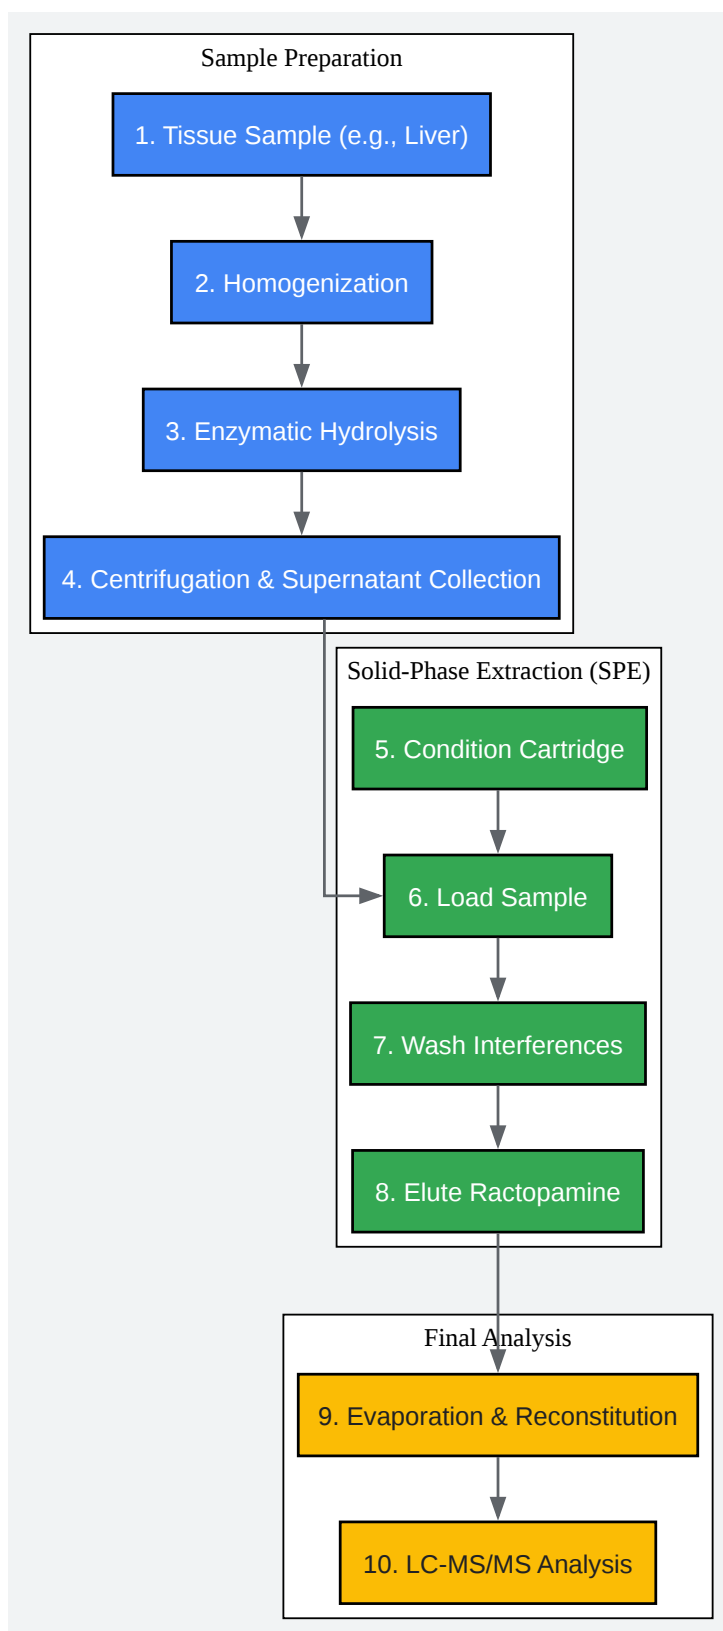 Sample Preparation
1. Tissue Sample (e.g., Liver)
2. Homogenization
3. Enzymatic Hydrolysis
4. Centrifugation & Supernatant Collection
Solid-Phase Extraction (SPE)
5. Condition Cartridge
6. Load Sample
7. Wash Interferences
8. Elute Ractopamine
Final Analysis
9. Evaporation & Reconstitution
10. LC-MS/MS Analysis